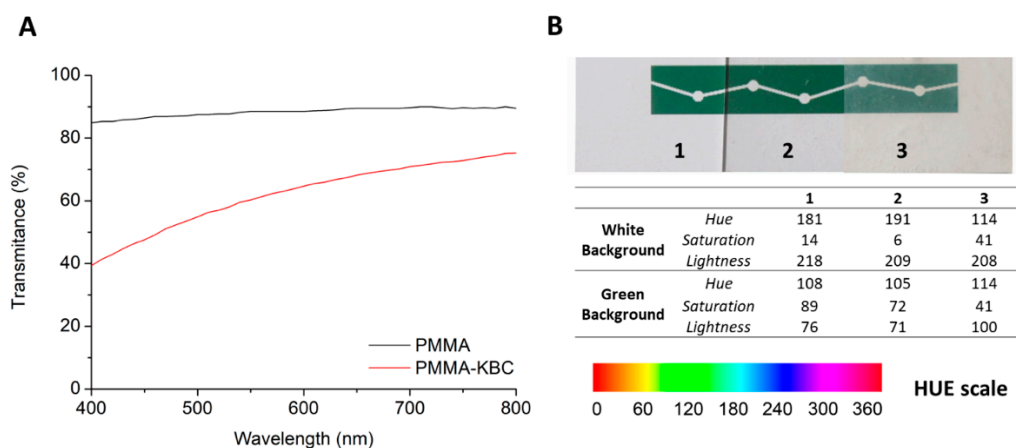 A
Transmitance (%)
100
80
60
40
20
0
PMMA
PMMA-KBC
400 500 600 700 800
Wavelength (nm)
B
1 2 3
1 2 3
White Background
Hue 181 191 114
Saturation 14 6 41
Lightness 218 209 208
Green Background
Hue 108 105 114
Saturation 89 72 41
Lightness 76 71 100
0 60 120 180 240 300 360
HUE scale